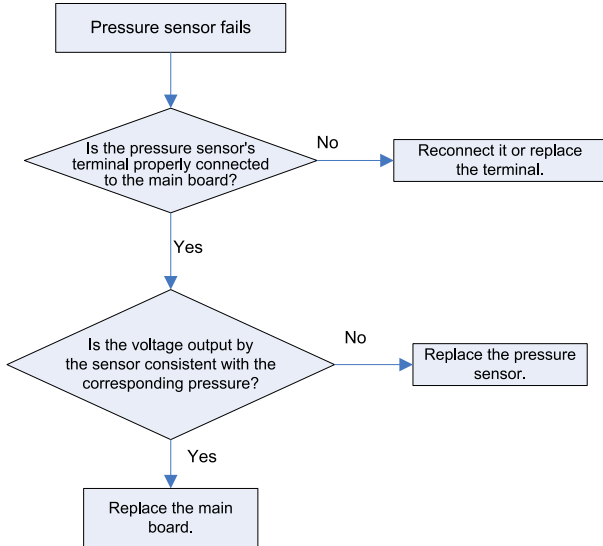 Pressure sensor fails
Is the pressure sensor's
terminal properly connected
to the main board?
No
Reconnect it or replace
the terminal.
Yes
Is the voltage output by
the sensor consistent with the
corresponding pressure?
No
Replace the pressure
sensor.
Yes
Replace the main
board.